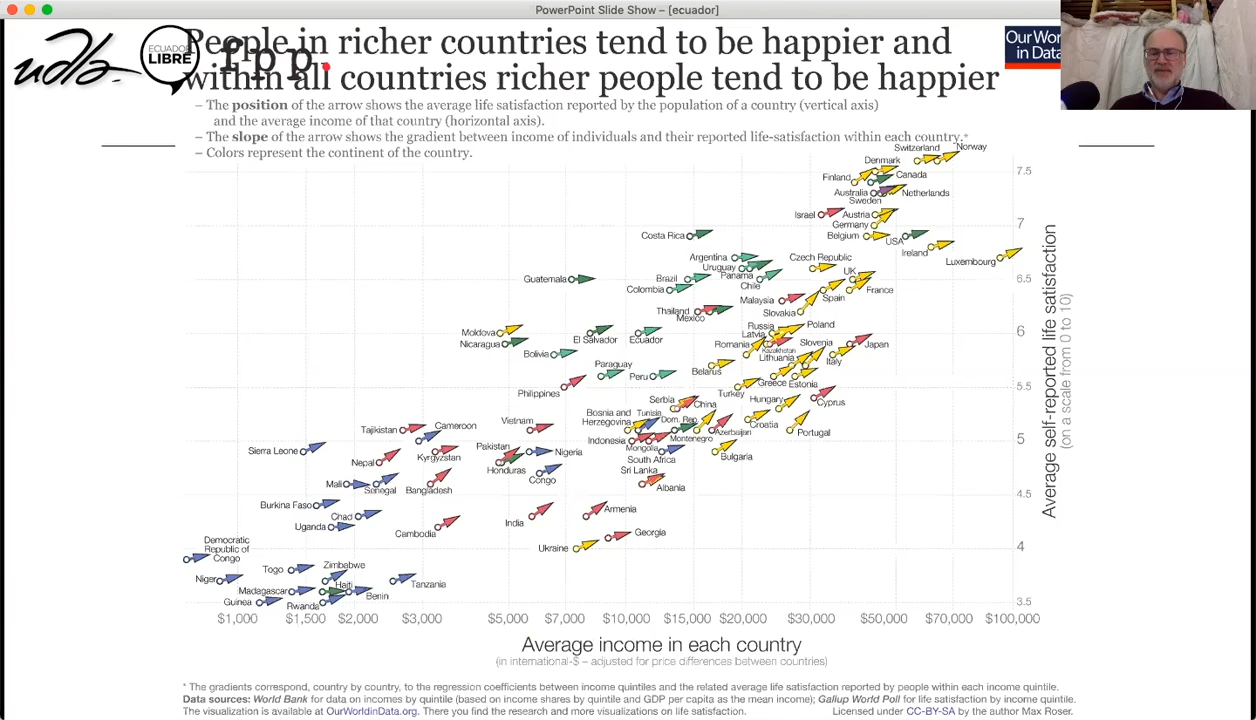 PowerPoint Slide Show – [ecuador]
udla
ECUADOR
LIBRE
fpp.
People in richer countries tend to be happier and
within all countries richer people tend to be happier
Our World
in Data
– The position of the arrow shows the average life satisfaction reported by the population of a country (vertical axis)
and the average income of that country (horizontal axis).
– The slope of the arrow shows the gradient between income of individuals and their reported life-satisfaction within each country.*
– Colors represent the continent of the country.
Switzerland
Norway
Denmark
Finland
Canada
7.5
Australia
Netherlands
Sweden
Israel
Austria
Germany
7
Costa Rica
Belgium
USA
Ireland
Luxembourg
Argentina
Uruguay
Panama
Czech Republic
Guatemala
Brazil
Chile
UK
6.5
Colombia
France
Malaysia
Spain
Thailand
Mexico
Slovakia
Moldova
El Salvador
Ecuador
Russia
Latvia
Poland
6
Nicaragua
Romania
Kazakhstan
Slovenia
Japan
Bolivia
Lithuania
Italy
Paraguay
Peru
Belarus
Philippines
Turkey
Greece
Estonia
5.5
Serbia
China
Hungary
Cyprus
Bosnia and
Herzegovina
Tunisia
Dom. Rep.
Croatia
Portugal
Tajikistan
Cameroon
Vietnam
Azerbaijan
Indonesia
Montenegro
5
Sierra Leone
Kyrgyzstan
Pakistan
Nigeria
Mongolia
Bulgaria
Nepal
Honduras
South Africa
Congo
Sri Lanka
Mali
Senegal
Bangladesh
Albania
4.5
Burkina Faso
Chad
Armenia
Uganda
Cambodia
India
Georgia
Democratic
Republic of
Congo
Ukraine
4
Togo
Zimbabwe
Niger
Haiti
Tanzania
Madagascar
Benin
Guinea
Rwanda
3.5
Average self-reported life satisfaction
(on a scale from 0 to 10)
$1,000 $1,500 $2,000 $3,000 $5,000 $7,000 $10,000 $15,000 $20,000 $30,000 $50,000 $70,000 $100,000
Average income in each country
(in international-$ – adjusted for price differences between countries)
* The gradients correspond, country by country, to the regression coefficients between income quintiles and the related average life satisfaction reported by people within each income quintile.
Data sources: World Bank for data on incomes by quintile (based on income shares by quintile and GDP per capita as the mean income); Gallup World Poll for life satisfaction by income quintile.
The visualization is available at OurWorldinData.org. There you find the research and more visualizations on life satisfaction. Licensed under CC-BY-SA by the author Max Roser.